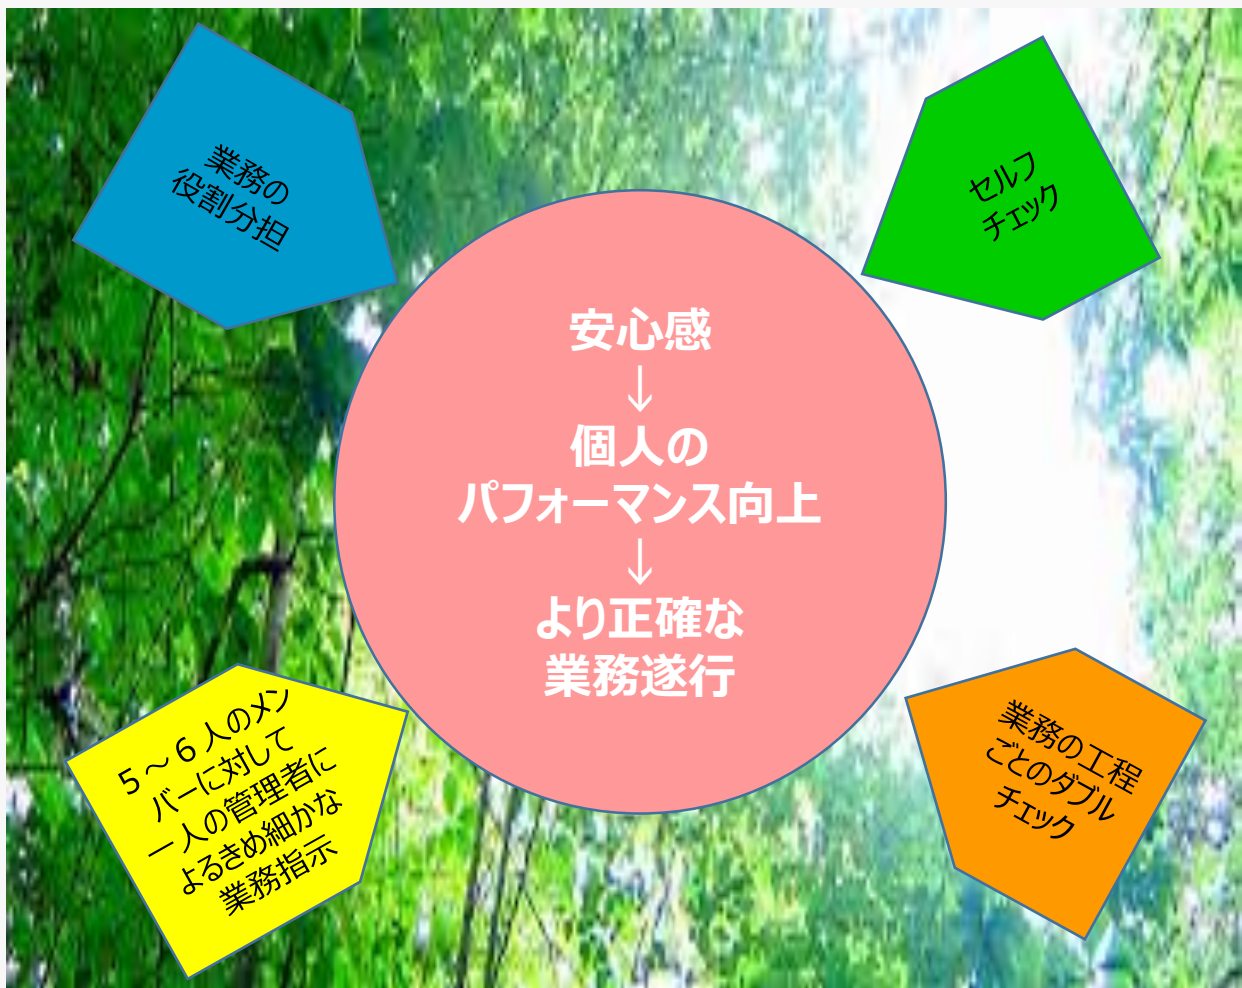 業務の
役割分担
セルフ
チェック
安心感
↓
個人の
パフォーマンス向上
↓
より正確な
業務遂行
５～６人のメン
バーに対して
一人の管理者に
よるきめ細かな
業務指示
業務の工程
ごとのダブル
チェック